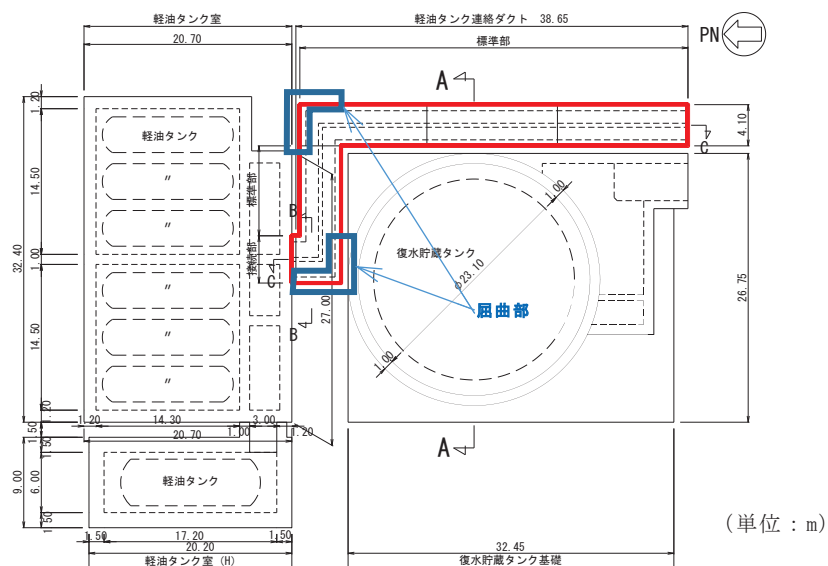 軽油タンク室
20.70
軽油タンク連絡ダクト 38.65
標準部
PN
A
1.20
14.50
1.00
14.50
1.20
32.40
軽油タンク
〃
〃
〃
〃
〃
標準部
接続部
B
C
B
27.00
C
4.10
1.00
復水貯蔵タンク
φ23.10
1.00
屈曲部
26.75
A
1.20
14.30
3.00
1.00
1.20
20.70
1.50
1.50
6.00
1.50
9.00
軽油タンク
1.50
17.20
1.50
20.20
軽油タンク室 (H)
32.45
復水貯蔵タンク基礎
(単位:m)